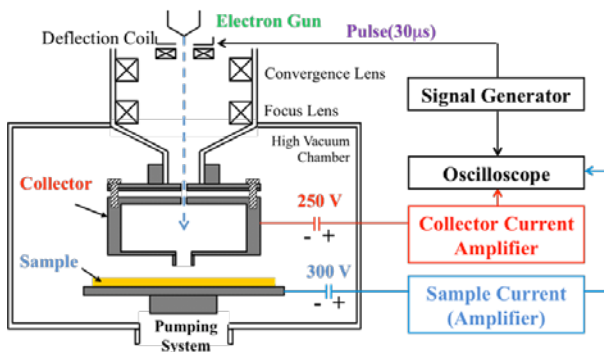 Electron Gun
Deflection Coil
Pulse(30μs)
Convergence Lens
Signal Generator
Focus Lens
High Vacuum
Chamber
Oscilloscope
Collector
250 V
- +
Collector Current
Amplifier
Sample
300 V
- +
Sample Current
(Amplifier)
Pumping
System